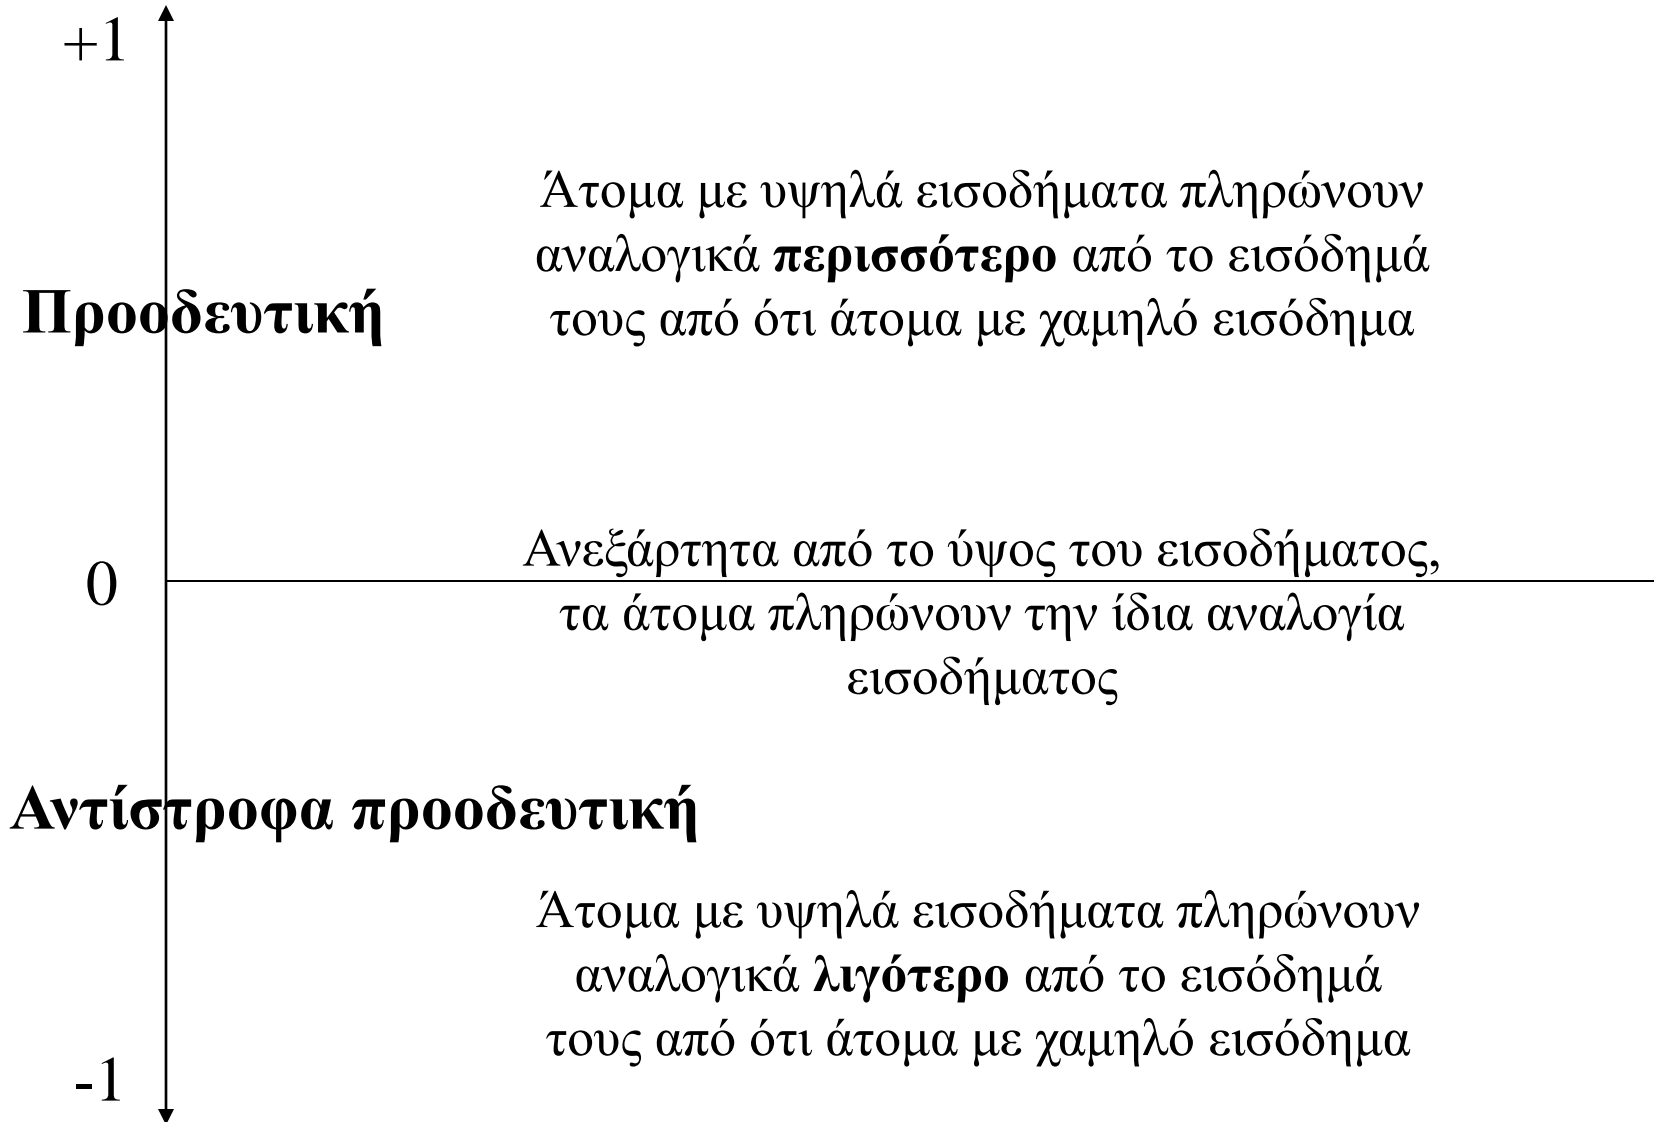 +1
Άτομα με υψηλά εισοδήματα πληρώνουν
αναλογικά περισσότερο από το εισόδημά
τους από ότι άτομα με χαμηλό εισόδημα
Προοδευτική
Ανεξάρτητα από το ύψος του εισοδήματος,
0
τα άτομα πληρώνουν την ίδια αναλογία
εισοδήματος
Αντίστροφα προοδευτική
Άτομα με υψηλά εισοδήματα πληρώνουν
αναλογικά λιγότερο από το εισόδημά
τους από ότι άτομα με χαμηλό εισόδημα
-1